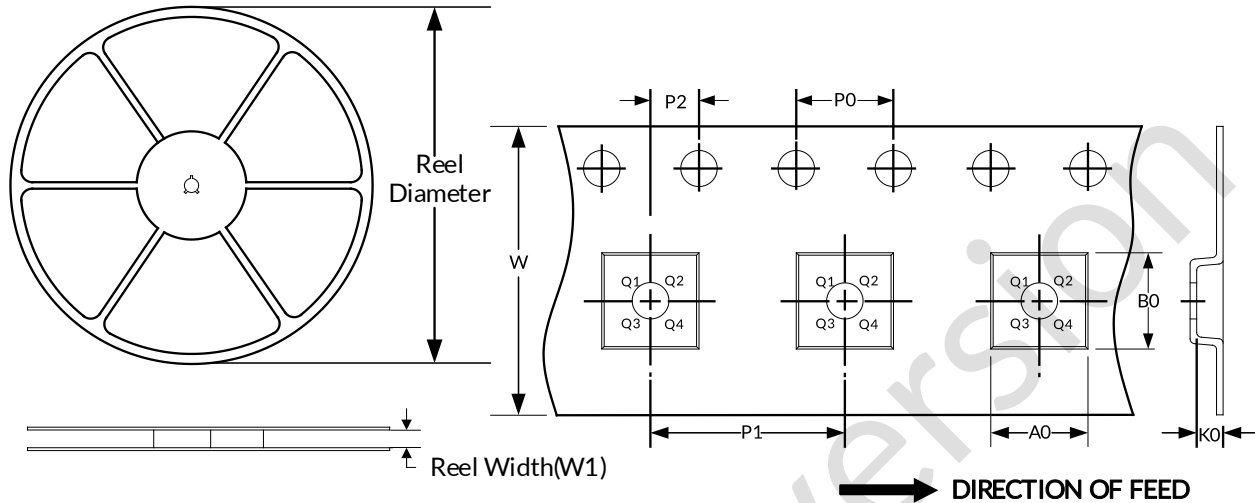 Reel
Diameter
Reel Width(W1)
P2
P0
W
Q1 Q2
Q3 Q4
Q1 Q2
Q3 Q4
Q1 Q2
Q3 Q4
B0
P1
A0
K0
DIRECTION OF FEED
ersion